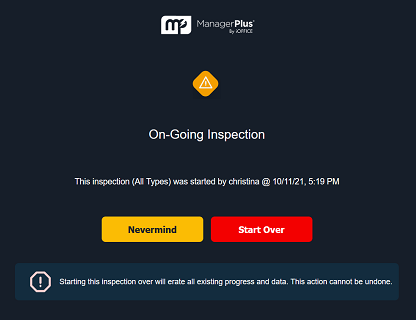 mp ManagerPlus®
By iOFFICE
On-Going Inspection
This inspection (All Types) was started by christina @ 10/11/21, 5:19 PM
Nevermind Start Over
Starting this inspection over will erate all existing progress and data. This action cannot be undone.